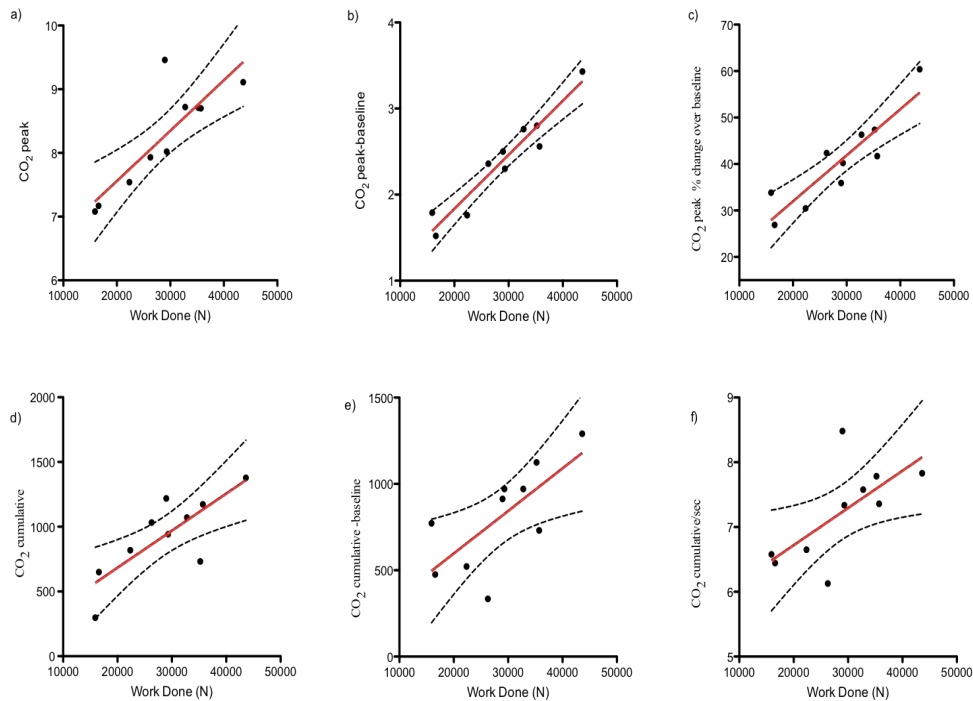 a)
10
9
8
7
6
CO2 peak
10000 20000 30000 40000 50000
Work Done (N)
b)
4
3
2
1
CO2 peak-baseline
10000 20000 30000 40000 50000
Work Done (N)
c)
70
60
50
40
30
20
CO2 peak % change over baseline
10000 20000 30000 40000 50000
Work Done (N)
d)
2000
1500
1000
500
0
CO2 cumulative
10000 20000 30000 40000 50000
Work Done (N)
e)
1500
1000
500
0
CO2 cumulative -baseline
10000 20000 30000 40000 50000
Work Done (N)
f)
9
8
7
6
5
CO2 cumulative/sec
10000 20000 30000 40000 50000
Work Done (N)